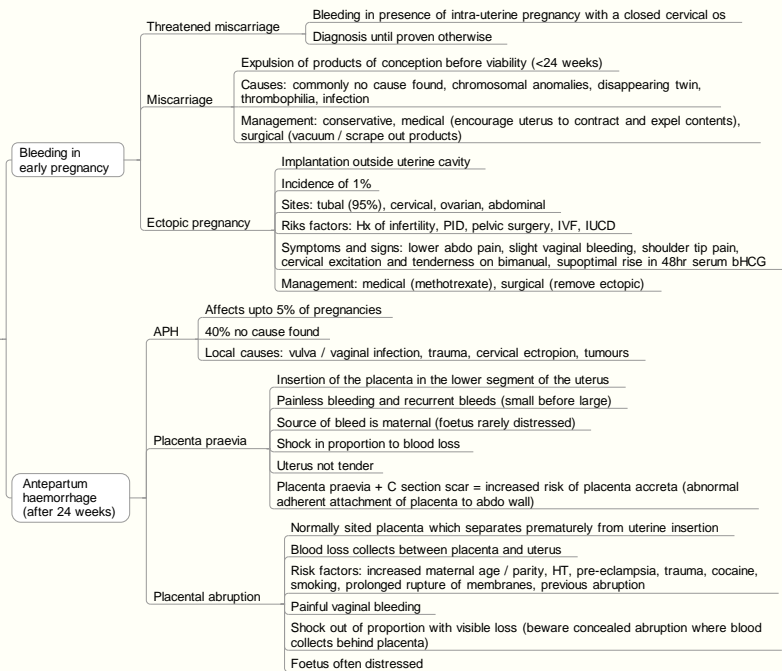 Bleeding in
early pregnancy
Threatened miscarriage
Bleeding in presence of intra-uterine pregnancy with a closed cervical os
Diagnosis until proven otherwise
Miscarriage
Expulsion of products of conception before viability (<24 weeks)
Causes: commonly no cause found, chromosomal anomalies, disappearing twin,
thrombophilia, infection
Management: conservative, medical (encourage uterus to contract and expel contents),
surgical (vacuum / scrape out products)
Ectopic pregnancy
Implantation outside uterine cavity
Incidence of 1%
Sites: tubal (95%), cervical, ovarian, abdominal
Riks factors: Hx of infertility, PID, pelvic surgery, IVF, IUCD
Symptoms and signs: lower abdo pain, slight vaginal bleeding, shoulder tip pain,
cervical excitation and tenderness on bimanual, supoptimal rise in 48hr serum bHCG
Management: medical (methotrexate), surgical (remove ectopic)
Antepartum
haemorrhage
(after 24 weeks)
APH
Affects upto 5% of pregnancies
40% no cause found
Local causes: vulva / vaginal infection, trauma, cervical ectropion, tumours
Placenta praevia
Insertion of the placenta in the lower segment of the uterus
Painless bleeding and recurrent bleeds (small before large)
Source of bleed is maternal (foetus rarely distressed)
Shock in proportion to blood loss
Uterus not tender
Placenta praevia + C section scar = increased risk of placenta accreta (abnormal
adherent attachment of placenta to abdo wall)
Placental abruption
Normally sited placenta which separates prematurely from uterine insertion
Blood loss collects between placenta and uterus
Risk factors: increased maternal age / parity, HT, pre-eclampsia, trauma, cocaine,
smoking, prolonged rupture of membranes, previous abruption
Painful vaginal bleeding
Shock out of proportion with visible loss (beware concealed abruption where blood
collects behind placenta)
Foetus often distressed